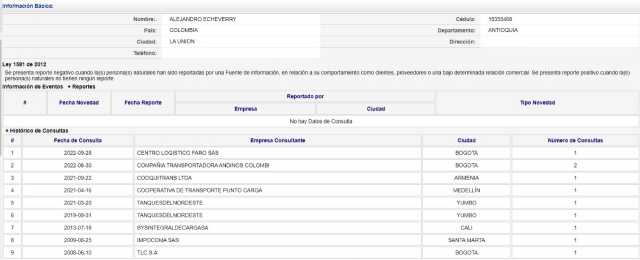 Información Básica:
Nombre: ALEJANDRO ECHEVERRY Cédula:
País: COLOMBIA Departamento: ANTIOQUIA
Ciudad: LA UNION Dirección:
Teléfono:
Ley 1581 de 2012
Se presenta reporte negativo cuando la(s) persona(s) naturales han sido reportadas por una Fuente de información, en relación a su comportamiento como clientes, proveedores o una bajo determinada relación comercial. Se presenta reporte positivo cuando la(s)
persona(s) naturales no tienen ningún reporte.
Información de Eventos + Reportes
# Fecha Novedad Fecha Reporte Reportado por Tipo Novedad
Empresa Ciudad
No hay Datos de Consulta
+ Histórico de Consultas
# Fecha de Consulta Empresa Consultante Ciudad Número de Consultas
1 2022-09-28 CENTRO LOGISTICO FARO SAS BOGOTA 1
2 2022-08-30 COMPAÑIA TRANSPORTADORA ANDINOS COLOMBI BOGOTA 2
3 2021-09-22 COOQUITRANS LTDA ARMENIA 1
4 2021-04-16 COOPERATIVA DE TRANSPORTE PUNTO CARGA MEDELLÍN 1
5 2021-03-20 TANQUESDELNORDESTE YUMBO 1
6 2019-08-31 TANQUESDELNORDESTE YUMBO 1
7 2013-07-18 SYSINTEGRALDECARGASA CALI 1
8 2009-08-25 IMPOCOMA SAS SANTA MARTA 1
9 2008-06-10 TLC S.A BOGOTA 1